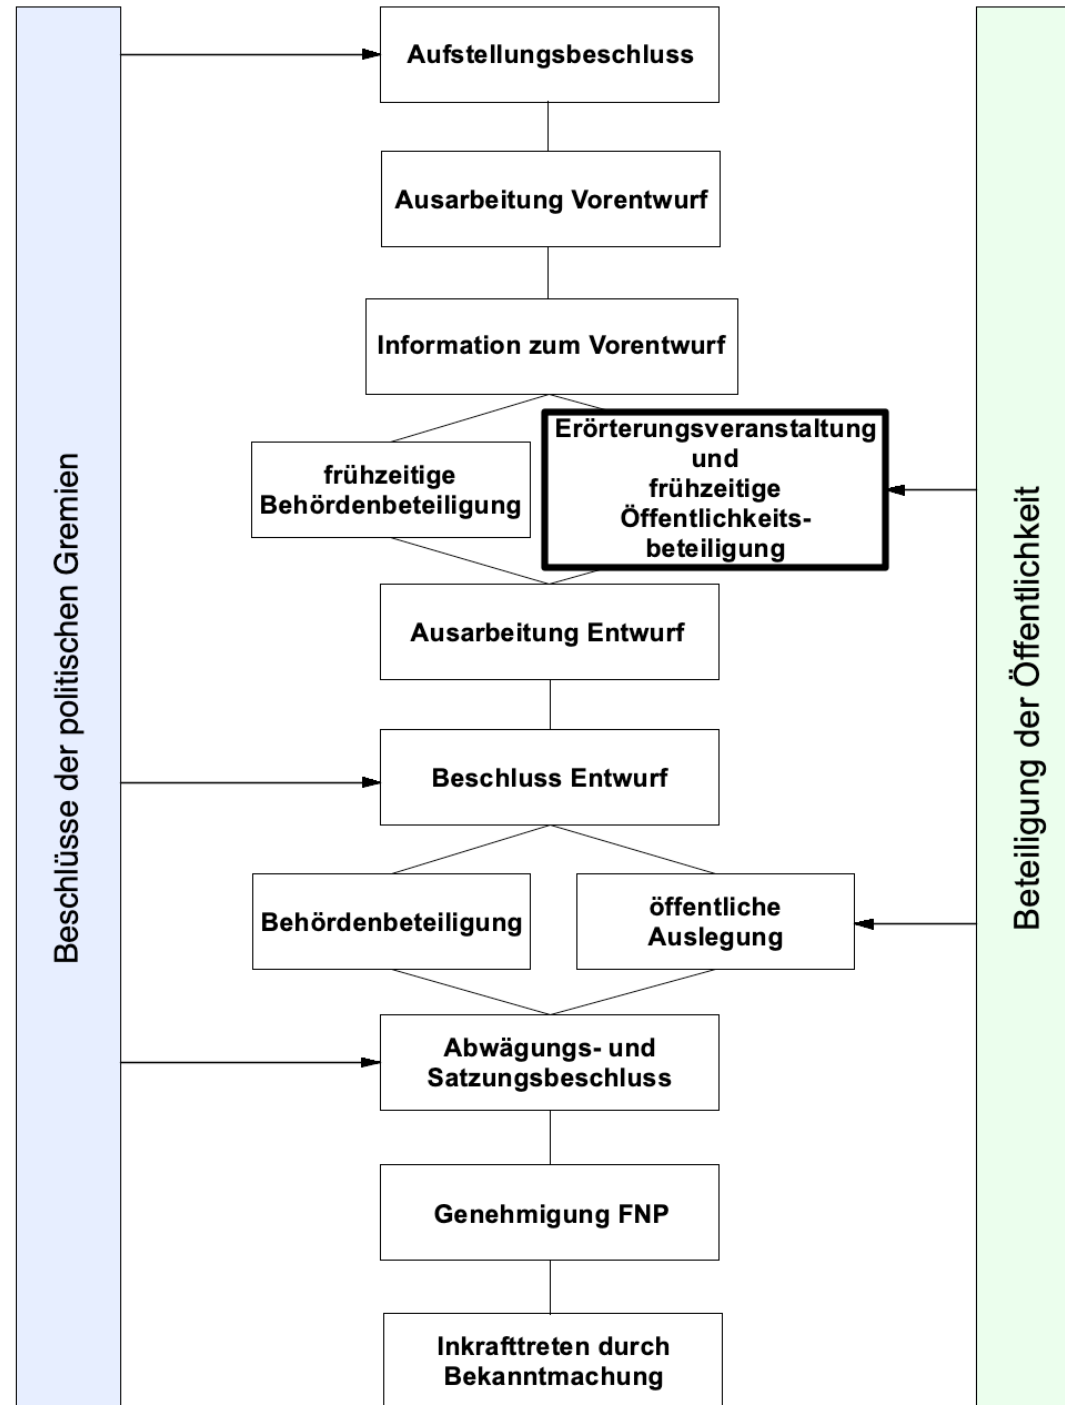 Aufstellungsbeschluss
Ausarbeitung Vorentwurf
Information zum Vorentwurf
frühzeitige
Behördenbeteiligung
Erörterungsveranstaltung
und
frühzeitige
Öffentlichkeits-
beteiligung
Ausarbeitung Entwurf
Beschluss Entwurf
Behördenbeteiligung
öffentliche
Auslegung
Abwägungs- und
Satzungsbeschluss
Genehmigung FNP
Inkrafttreten durch
Bekanntmachung
Beschlüsse der politischen Gremien
Beteiligung der Öffentlichkeit